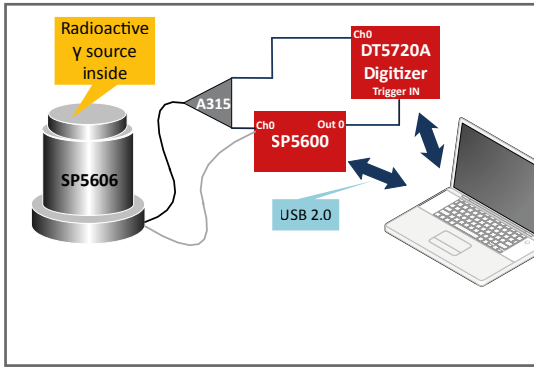 Radioactive
γ source
inside
SP5606
A315
Ch0
DT5720A
Digitizer
Trigger IN
Ch0
Out 0
SP5600
USB 2.0